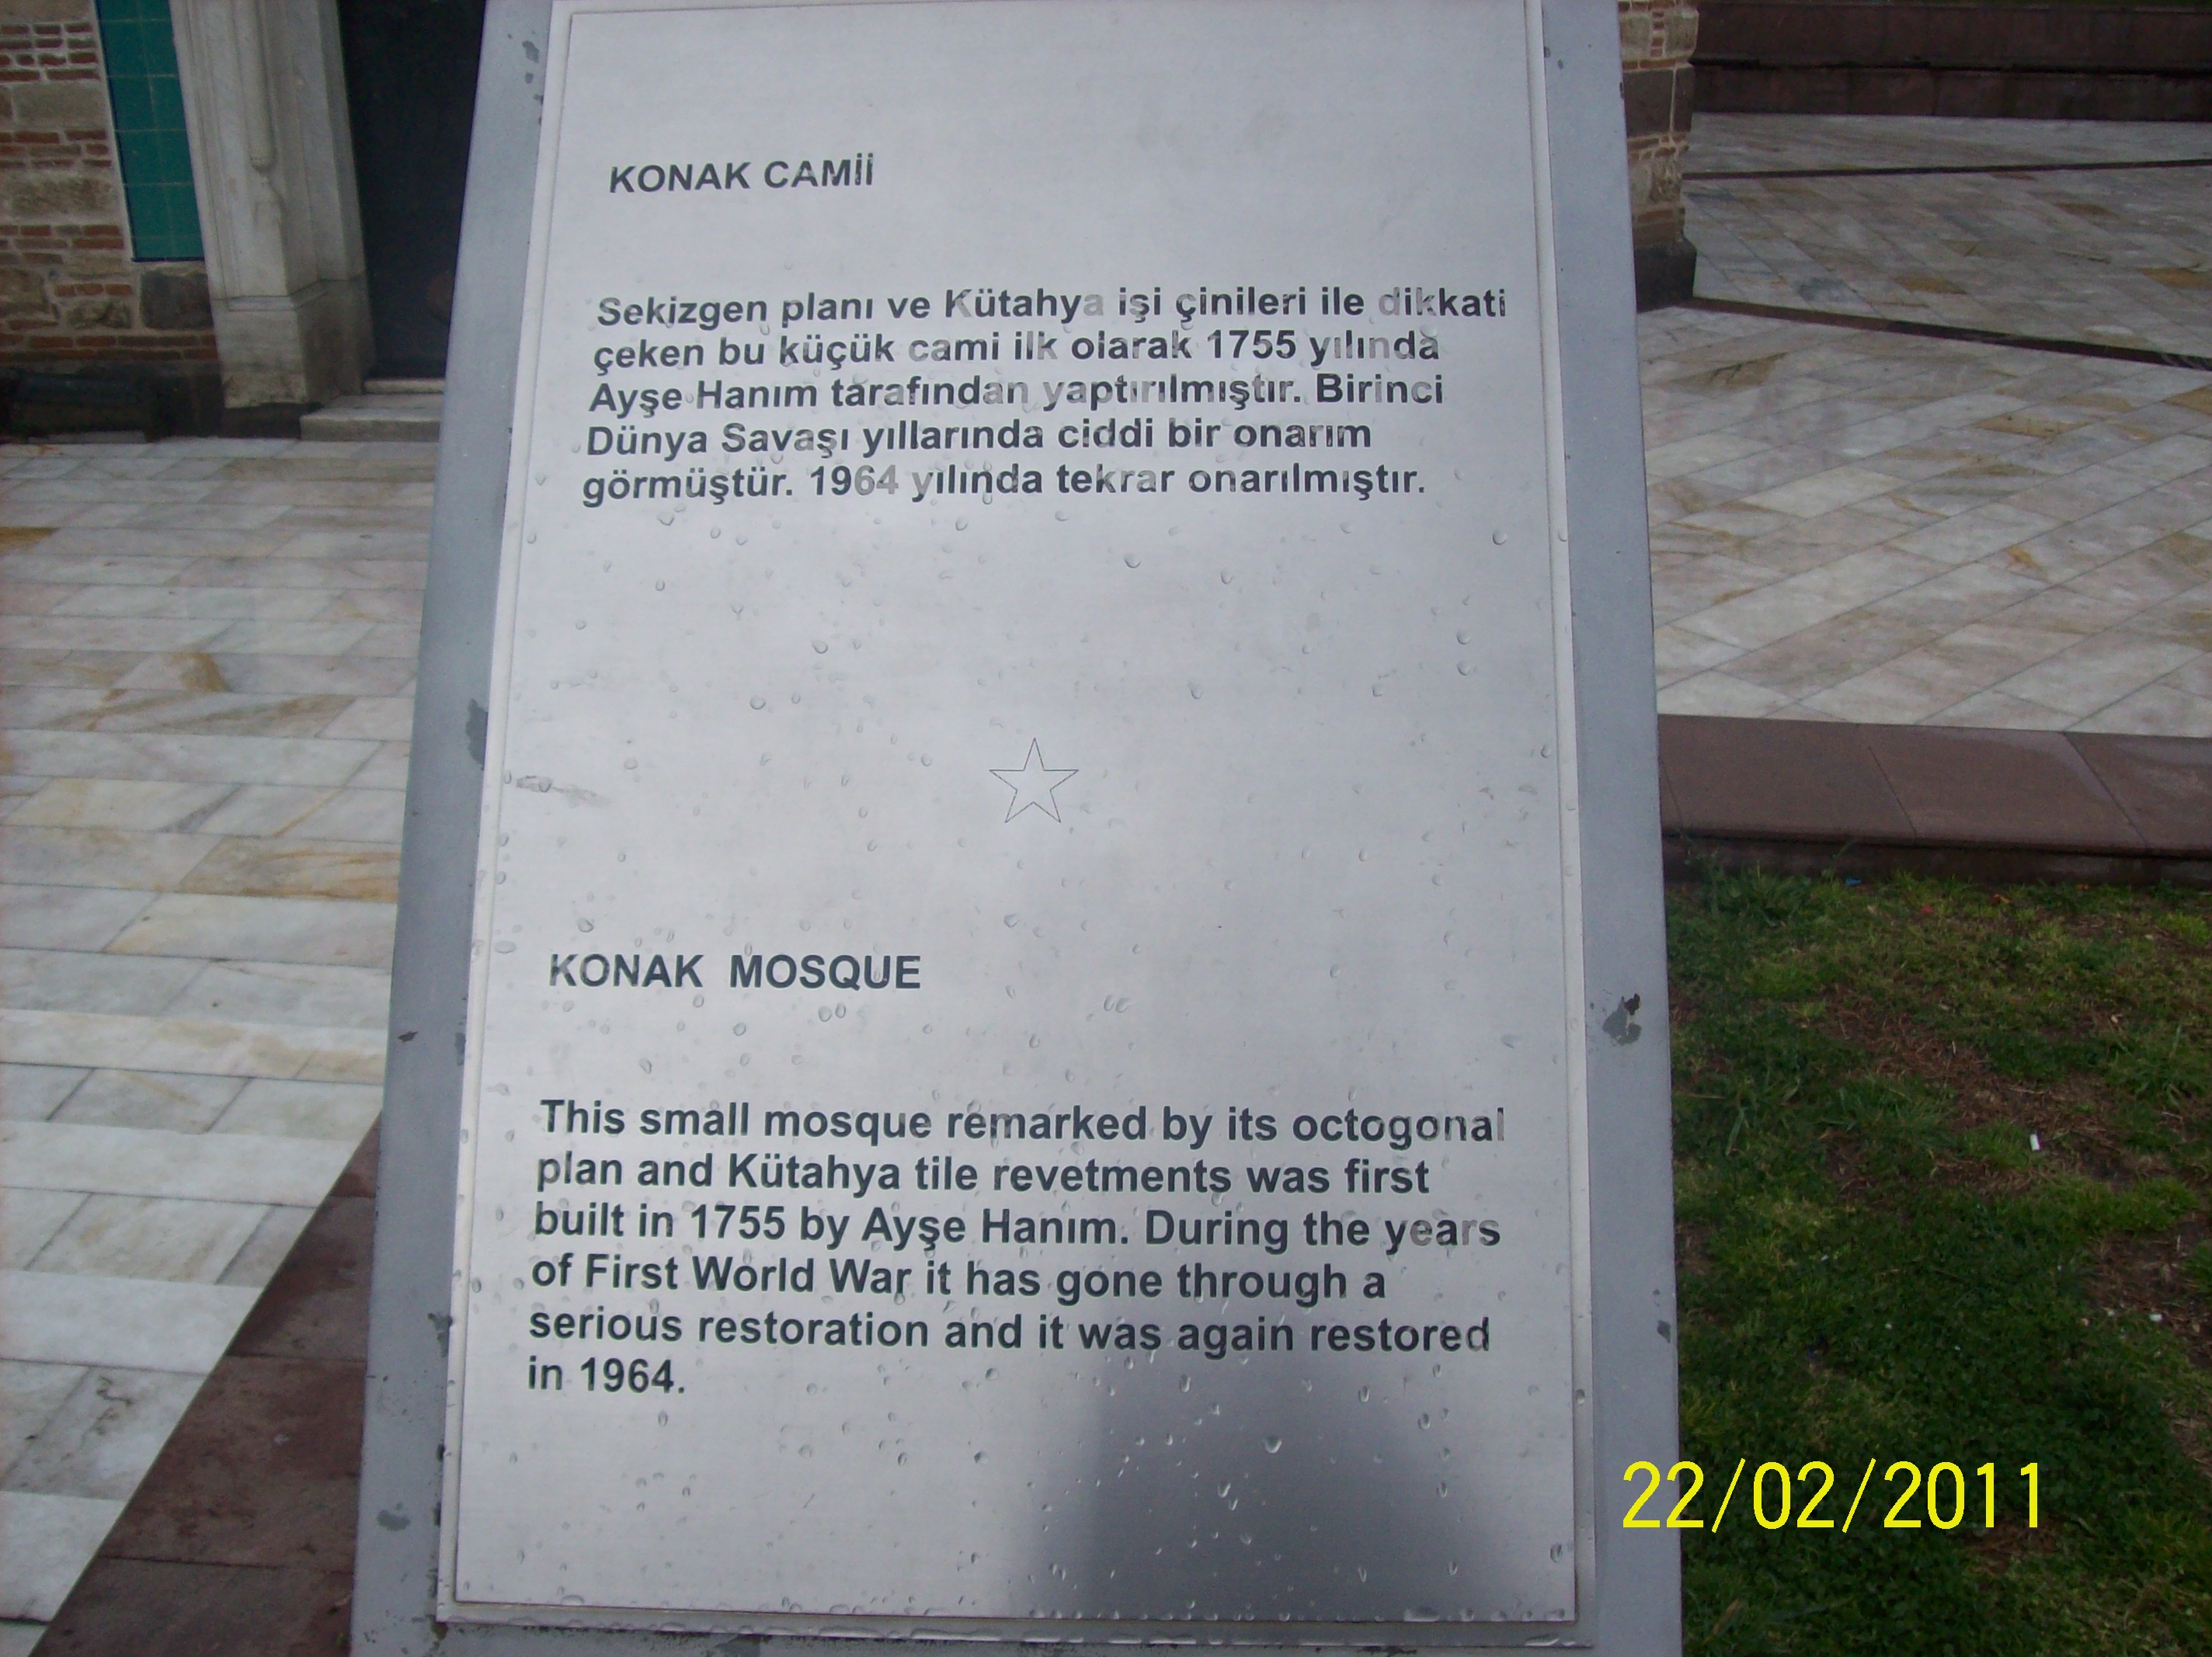 KONAK CAMİİ
Sekizgen planı ve Kütahya işi çinileri ile dikkati
çeken bu küçük cami ilk olarak 1755 yılında
Ayşe Hanım tarafından yaptırılmıştır. Birinci
Dünya Savaşı yıllarında ciddi bir onarım
görmüştür. 1964 yılında tekrar onarılmıştır.
KONAK MOSQUE
This small mosque remarked by its octogonal
plan and Kütahya tile revetments was first
built in 1755 by Ayşe Hanım. During the years
of First World War it has gone through a
serious restoration and it was again restored
in 1964.
22/02/2011